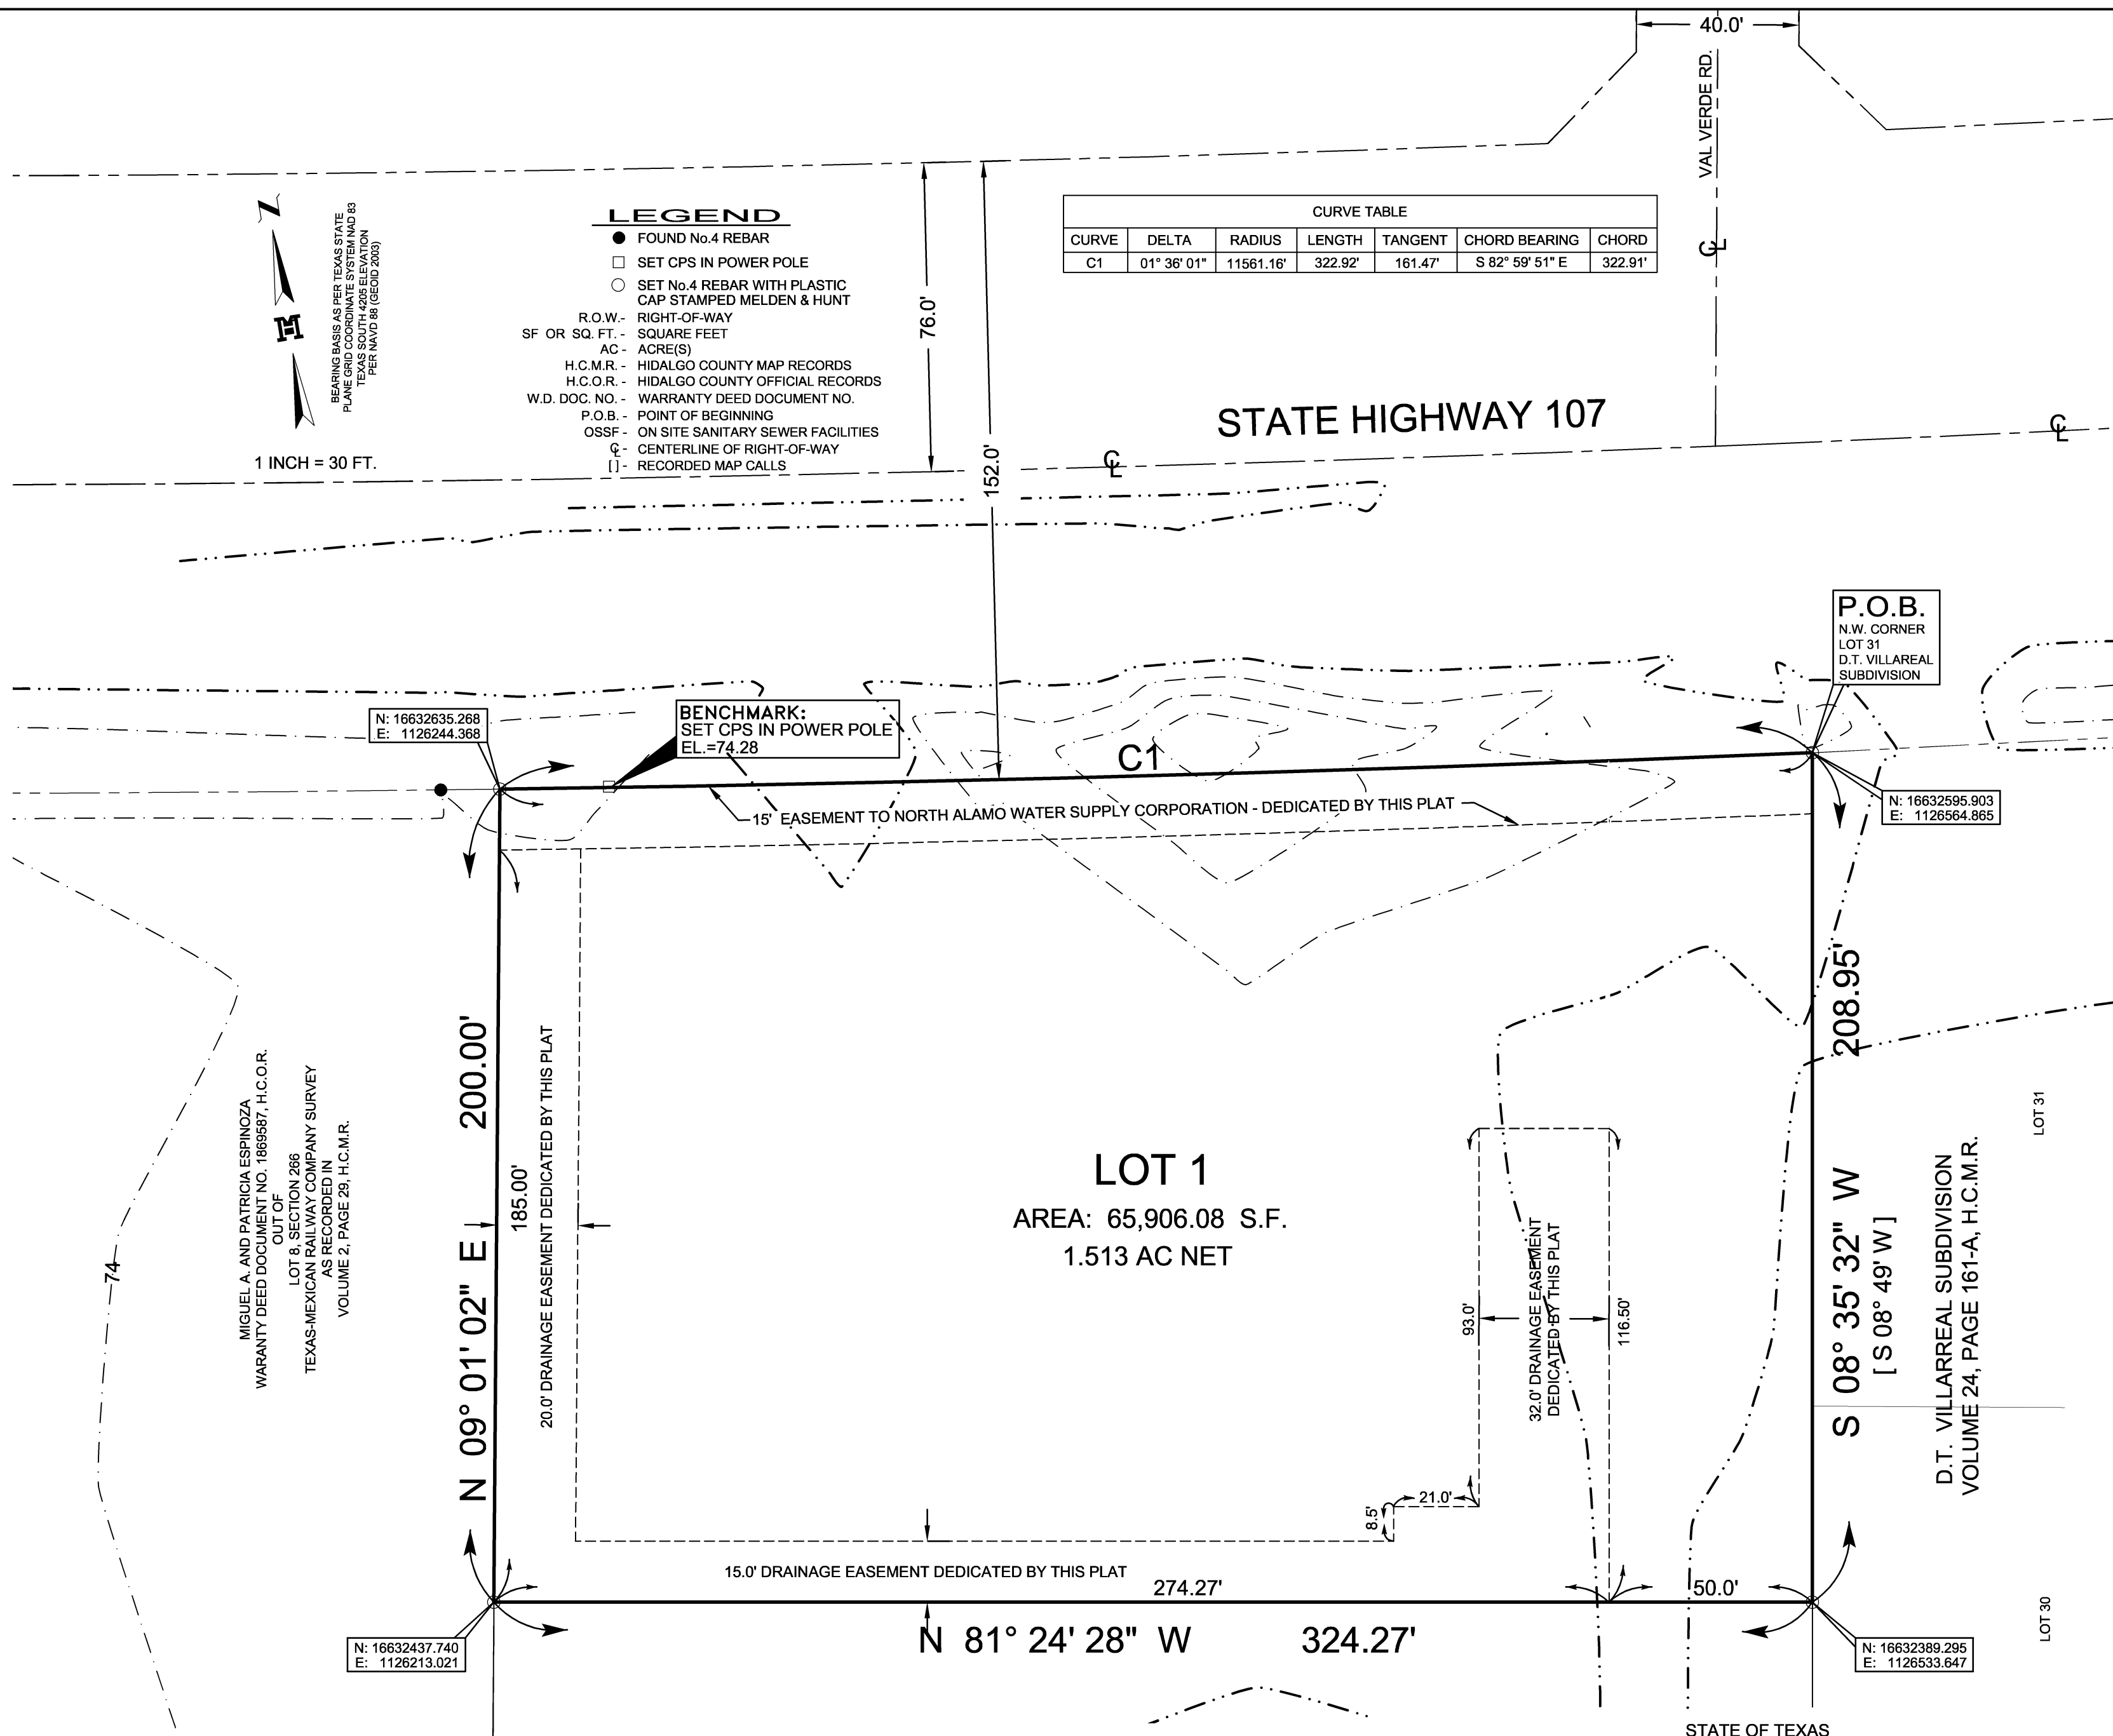 40.0'
VAL VERDE RD.
℄
Z
BEARING BASIS AS PER TEXAS STATE
PLANE GRID COORDINATE SYSTEM NAD 83
TEXAS SOUTH 4205 ELEVATION
PER NAVD 88 (GEOID 2003)
1 INCH = 30 FT.
LEGEND
FOUND No.4 REBAR
SET CPS IN POWER POLE
SET No.4 REBAR WITH PLASTIC
CAP STAMPED MELDEN & HUNT
R.O.W.- RIGHT-OF-WAY
SF OR SQ. FT. - SQUARE FEET
AC - ACRE(S)
H.C.M.R. - HIDALGO COUNTY MAP RECORDS
H.C.O.R. - HIDALGO COUNTY OFFICIAL RECORDS
W.D. DOC. NO. - WARRANTY DEED DOCUMENT NO.
P.O.B. - POINT OF BEGINNING
OSSF - ON SITE SANITARY SEWER FACILITIES
℄ - CENTERLINE OF RIGHT-OF-WAY
[ ] - RECORDED MAP CALLS
76.0'
152.0'
CURVE TABLE
CURVE DELTA RADIUS LENGTH TANGENT CHORD BEARING CHORD
C1 01° 36' 01" 11561.16' 322.92' 161.47' S 82° 59' 51" E 322.91'
STATE HIGHWAY 107
℄
℄
P.O.B.
N.W. CORNER
LOT 31
D.T. VILLAREAL
SUBDIVISION
N: 16632635.268
E: 1126244.368
BENCHMARK:
SET CPS IN POWER POLE
EL.=74.28
C1
15' EASEMENT TO NORTH ALAMO WATER SUPPLY CORPORATION - DEDICATED BY THIS PLAT
N: 16632595.903
E: 1126564.865
74
MIGUEL A. AND PATRICIA ESPINOZA
WARANTY DEED DOCUMENT NO. 1869587, H.C.O.R.
OUT OF
LOT 8, SECTION 266
TEXAS-MEXICAN RAILWAY COMPANY SURVEY
AS RECORDED IN
VOLUME 2, PAGE 29, H.C.M.R.
N 09° 01' 02" E 200.00'
185.00'
20.0' DRAINAGE EASEMENT DEDICATED BY THIS PLAT
LOT 1
AREA: 65,906.08 S.F.
1.513 AC NET
93.0'
32.0' DRAINAGE EASEMENT
DEDICATED BY THIS PLAT
116.50'
S 08° 35' 32" W 208.95'
[ S 08° 49' W ]
D.T. VILLARREAL SUBDIVISION
VOLUME 24, PAGE 161-A, H.C.M.R.
LOT 31
LOT 30
21.0'
8.5'
15.0' DRAINAGE EASEMENT DEDICATED BY THIS PLAT
274.27'
50.0'
N 81° 24' 28" W 324.27'
N: 16632437.740
E: 1126213.021
N: 16632389.295
E: 1126533.647
STATE OF TEXAS